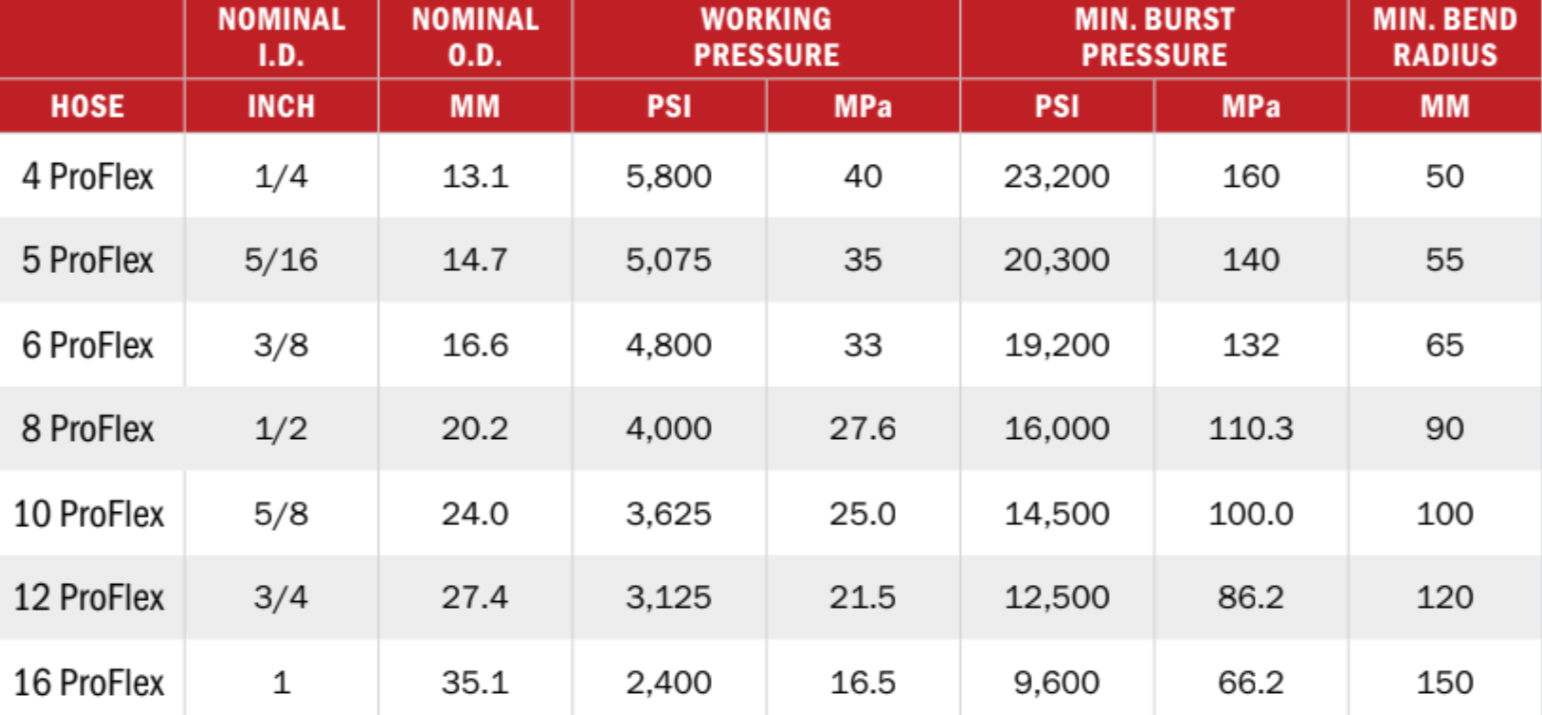 NOMINAL I.D. NOMINAL O.D. WORKING PRESSURE MIN. BURST PRESSURE MIN. BEND RADIUS
HOSE INCH MM PSI MPa PSI MPa MM
4 ProFlex 1/4 13.1 5,800 40 23,200 160 50
5 ProFlex 5/16 14.7 5,075 35 20,300 140 55
6 ProFlex 3/8 16.6 4,800 33 19,200 132 65
8 ProFlex 1/2 20.2 4,000 27.6 16,000 110.3 90
10 ProFlex 5/8 24.0 3,625 25.0 14,500 100.0 100
12 ProFlex 3/4 27.4 3,125 21.5 12,500 86.2 120
16 ProFlex 1 35.1 2,400 16.5 9,600 66.2 150